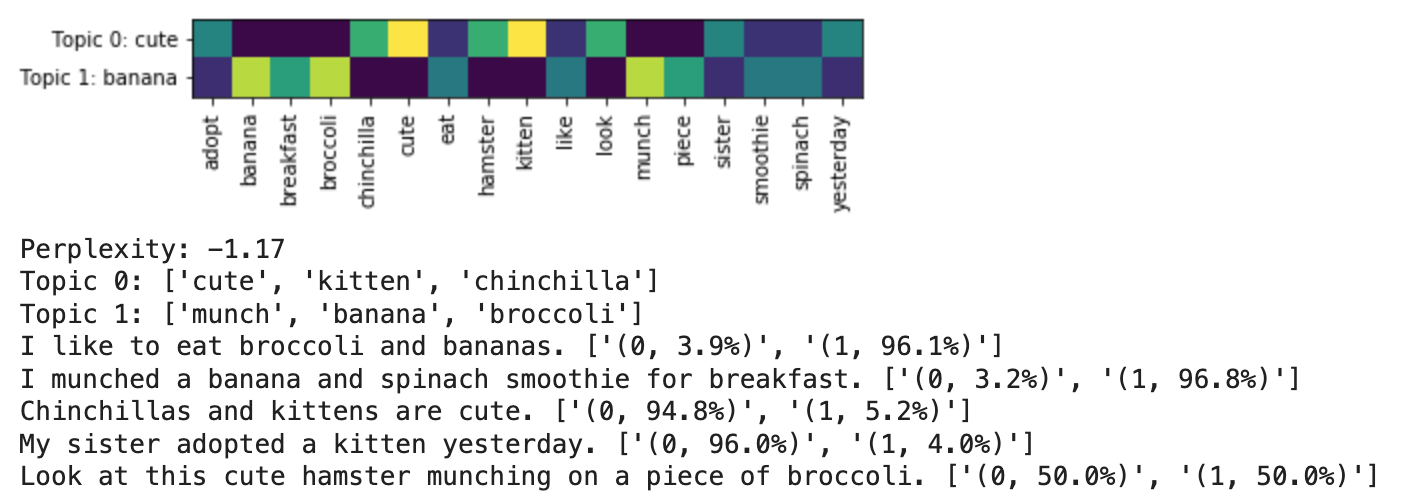 Topic 0: cute
Topic 1: banana
adopt
banana
breakfast
broccoli
chinchilla
cute
eat
hamster
kitten
like
look
munch
piece
sister
smoothie
spinach
yesterday
Perplexity: -1.17
Topic 0: ['cute', 'kitten', 'chinchilla']
Topic 1: ['munch', 'banana', 'broccoli']
I like to eat broccoli and bananas. ['(0, 3.9%)', '(1, 96.1%)']
I munched a banana and spinach smoothie for breakfast. ['(0, 3.2%)', '(1, 96.8%)']
Chinchillas and kittens are cute. ['(0, 94.8%)', '(1, 5.2%)']
My sister adopted a kitten yesterday. ['(0, 96.0%)', '(1, 4.0%)']
Look at this cute hamster munching on a piece of broccoli. ['(0, 50.0%)', '(1, 50.0%)']